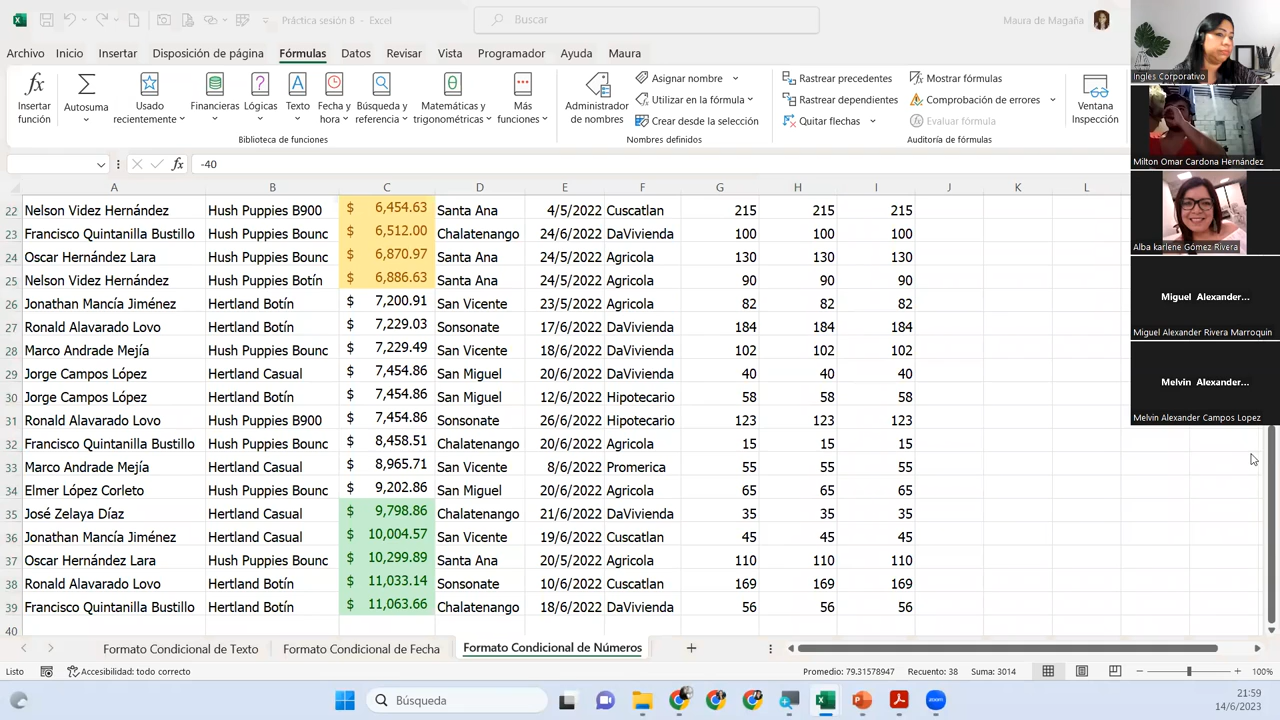 Práctica sesión 8 - Excel
Buscar
Maura de Magaña
Archivo Inicio Insertar Disposición de página Fórmulas Datos Revisar Vista Programador Ayuda Maura
Insertar función
Autosuma
Usado recientemente
Financieras
Lógicas
Texto
Fecha y hora
Búsqueda y referencia
Matemáticas y trigonométricas
Más funciones
Biblioteca de funciones
Administrador de nombres
Asignar nombre
Utilizar en la fórmula
Crear desde la selección
Nombres definidos
Rastrear precedentes
Rastrear dependientes
Quitar flechas
Mostrar fórmulas
Comprobación de errores
Evaluar fórmula
Auditoría de fórmulas
Ventana Inspección
fx -40
A B C D E F G H I J K L
22 Nelson Videz Hernández Hush Puppies B900 $ 6,454.63 Santa Ana 4/5/2022 Cuscatlan 215 215 215
23 Francisco Quintanilla Bustillo Hush Puppies Bounc $ 6,512.00 Chalatenango 24/6/2022 DaVivienda 100 100 100
24 Oscar Hernández Lara Hush Puppies Bounc $ 6,870.97 Santa Ana 24/5/2022 Agricola 130 130 130
25 Nelson Videz Hernández Hush Puppies Botín $ 6,886.63 Santa Ana 24/5/2022 Agricola 90 90 90
26 Jonathan Mancía Jiménez Hertland Botín $ 7,200.91 San Vicente 23/5/2022 Agricola 82 82 82
27 Ronald Alavarado Lovo Hertland Botín $ 7,229.03 Sonsonate 17/6/2022 DaVivienda 184 184 184
28 Marco Andrade Mejía Hush Puppies Bounc $ 7,229.49 San Vicente 18/6/2022 DaVivienda 102 102 102
29 Jorge Campos López Hertland Casual $ 7,454.86 San Miguel 20/6/2022 DaVivienda 40 40 40
30 Jorge Campos López Hertland Botín $ 7,454.86 San Miguel 12/6/2022 Hipotecario 58 58 58
31 Ronald Alavarado Lovo Hush Puppies B900 $ 7,454.86 Sonsonate 26/6/2022 Hipotecario 123 123 123
32 Francisco Quintanilla Bustillo Hush Puppies Bounc $ 8,458.51 Chalatenango 20/6/2022 Agricola 15 15 15
33 Marco Andrade Mejía Hertland Casual $ 8,965.71 San Vicente 8/6/2022 Promerica 55 55 55
34 Elmer López Corleto Hush Puppies Bounc $ 9,202.86 San Miguel 20/6/2022 Agricola 65 65 65
35 José Zelaya Díaz Hertland Casual $ 9,798.86 Chalatenango 21/6/2022 DaVivienda 35 35 35
36 Jonathan Mancía Jiménez Hertland Casual $ 10,004.57 San Vicente 19/6/2022 Cuscatlan 45 45 45
37 Oscar Hernández Lara Hush Puppies Bounc $ 10,299.89 Santa Ana 20/5/2022 Agricola 110 110 110
38 Ronald Alavarado Lovo Hertland Botín $ 11,033.14 Sonsonate 10/6/2022 Cuscatlan 169 169 169
39 Francisco Quintanilla Bustillo Hertland Botín $ 11,063.66 Chalatenango 18/6/2022 DaVivienda 56 56 56
40
Formato Condicional de Texto Formato Condicional de Fecha Formato Condicional de Números
Listo Accesibilidad: todo correcto Promedio: 79.31578947 Recuento: 38 Suma: 3014 100%
Búsqueda
zoom
21:59
14/6/2023
Ingles Corporativo
Milton Omar Cardona Hernández
Alba karlene Gómez Rivera
Miguel Alexander...
Miguel Alexander Rivera Marroquin
Melvin Alexander...
Melvin Alexander Campos Lopez